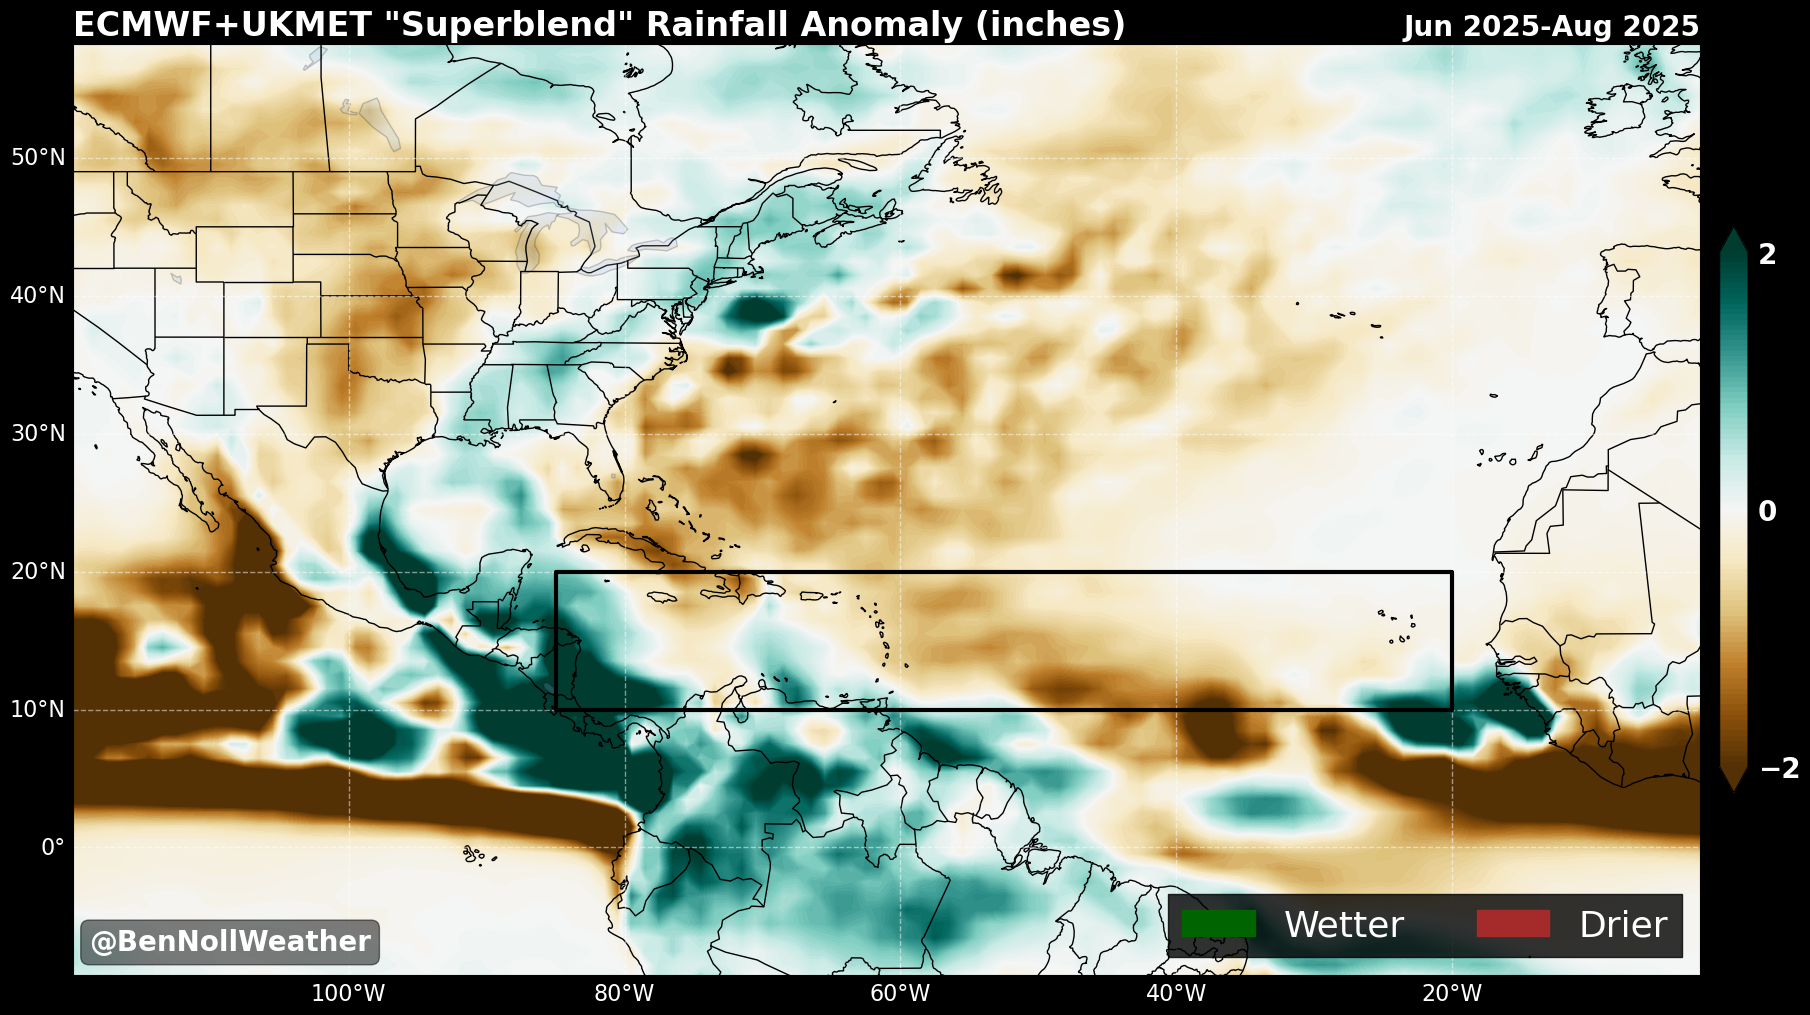 ECMWF+UKMET "Superblend" Rainfall Anomaly (inches) Jun 2025-Aug 2025
50°N
40°N
30°N
20°N
10°N
0°
2
0
−2
@BenNollWeather
Wetter Drier
100°W 80°W 60°W 40°W 20°W